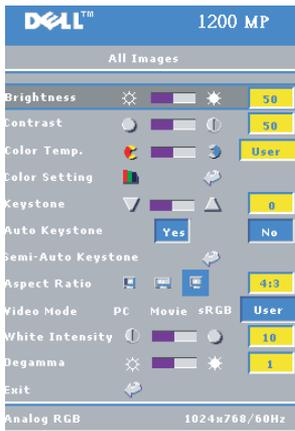 DELL™ 1200 MP
All Images
Brightness 50
Contrast 50
Color Temp. User
Color Setting
Keystone 0
Auto Keystone Yes No
Semi-Auto Keystone
Aspect Ratio 4:3
Video Mode PC Movie sRGB User
White Intensity 10
Degamma 1
Exit
Analog RGB 1024x768/60Hz